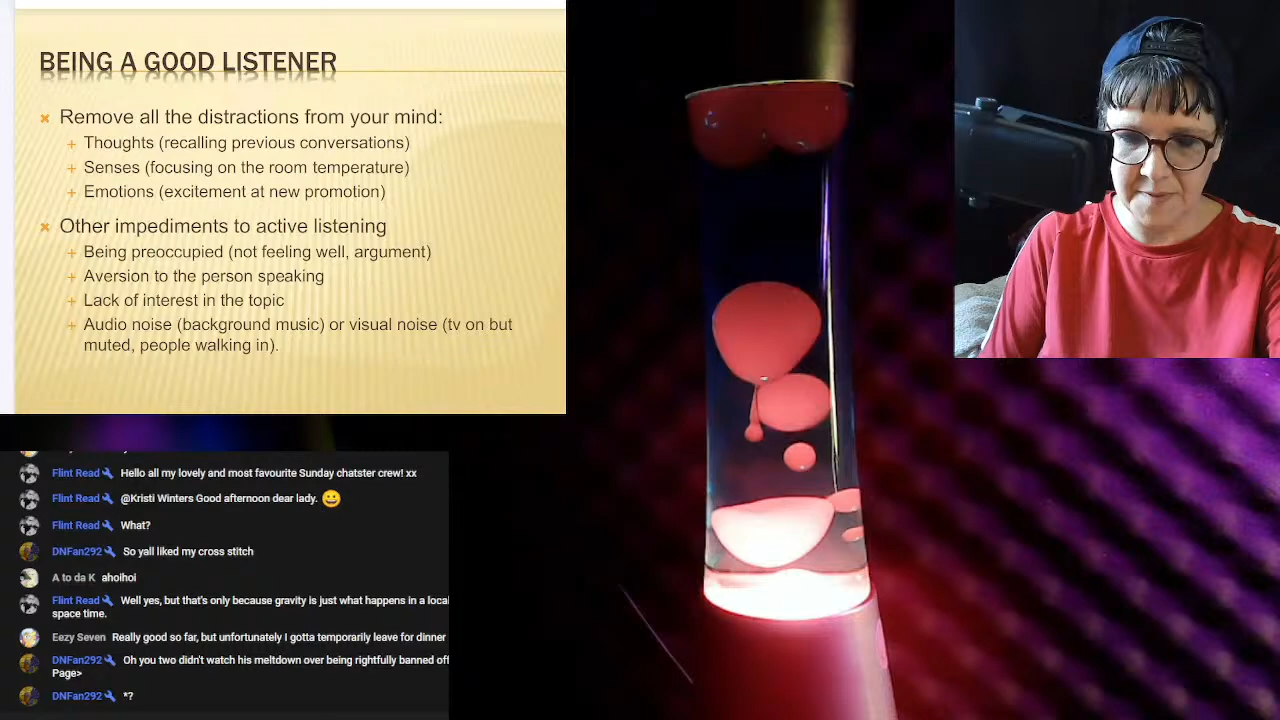 BEING A GOOD LISTENER
Remove all the distractions from your mind:
Thoughts (recalling previous conversations)
Senses (focusing on the room temperature)
Emotions (excitement at new promotion)
Other impediments to active listening
Being preoccupied (not feeling well, argument)
Aversion to the person speaking
Lack of interest in the topic
Audio noise (background music) or visual noise (tv on but
muted, people walking in).
Flint Read Hello all my lovely and most favourite Sunday chatster crew! xx
Flint Read @Kristi Winters Good afternoon dear lady. 😀
Flint Read What?
DNFan292 So yall liked my cross stitch
A to da K ahoihoi
Flint Read Well yes, but that's only because gravity is just what happens in a local
space time.
Eezy Seven Really good so far, but unfortunately I gotta temporarily leave for dinner
DNFan292 Oh you two didn't watch his meltdown over being rightfully banned off
Page>
DNFan292 *?